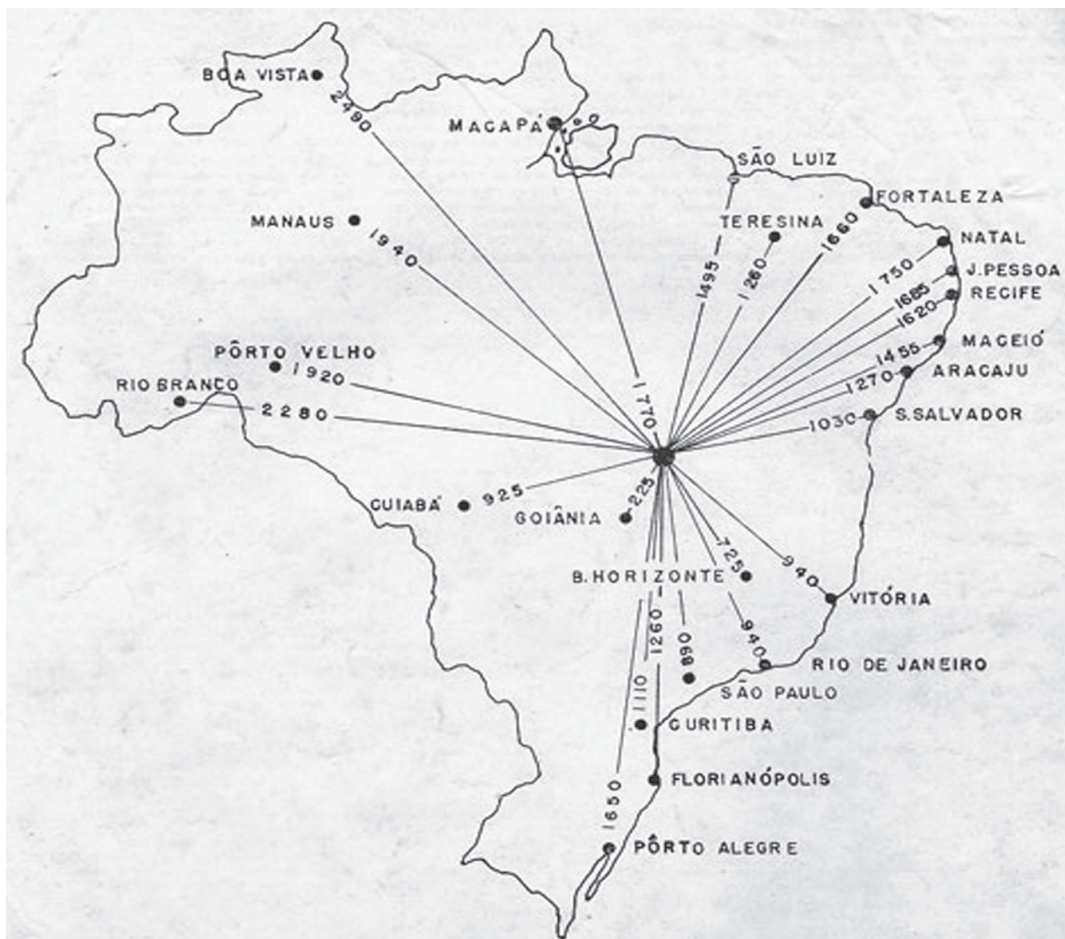 BOA VISTA
2490
MACAPÁ
SÃO LUIZ
FORTALEZA
MANAUS
1940
TERESINA
1660
NATAL
1750
J. PESSOA
1685
RECIFE
1620
1495
1260
MACEIÓ
1455
ARACAJU
1270
PÔRTO VELHO
1920
RIO BRANCO
2280
1770
S. SALVADOR
1030
CUIABÁ
925
GOIÂNIA
225
B. HORIZONTE
725
940
VITÓRIA
1260
890
940
RIO DE JANEIRO
SÃO PAULO
1110
CURITIBA
FLORIANÓPOLIS
1650
PÔRTO ALEGRE